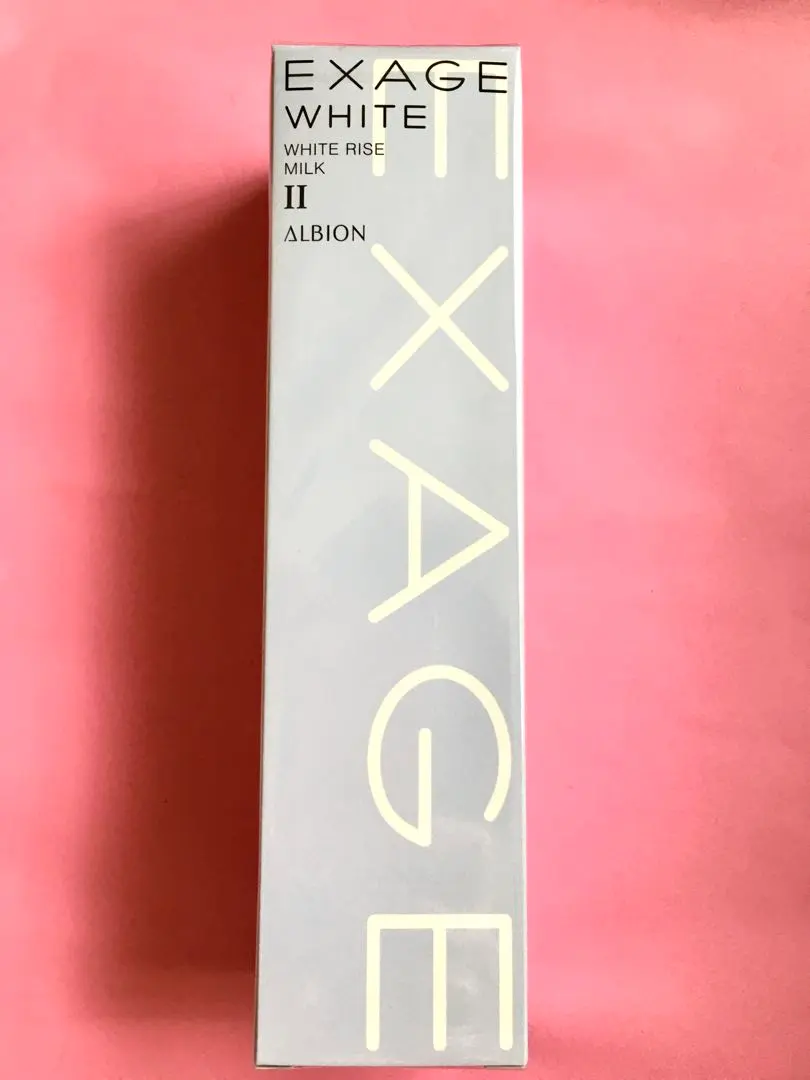 EXAGE
WHITE
WHITE RISE
MILK
II
ALBION
EXAGE